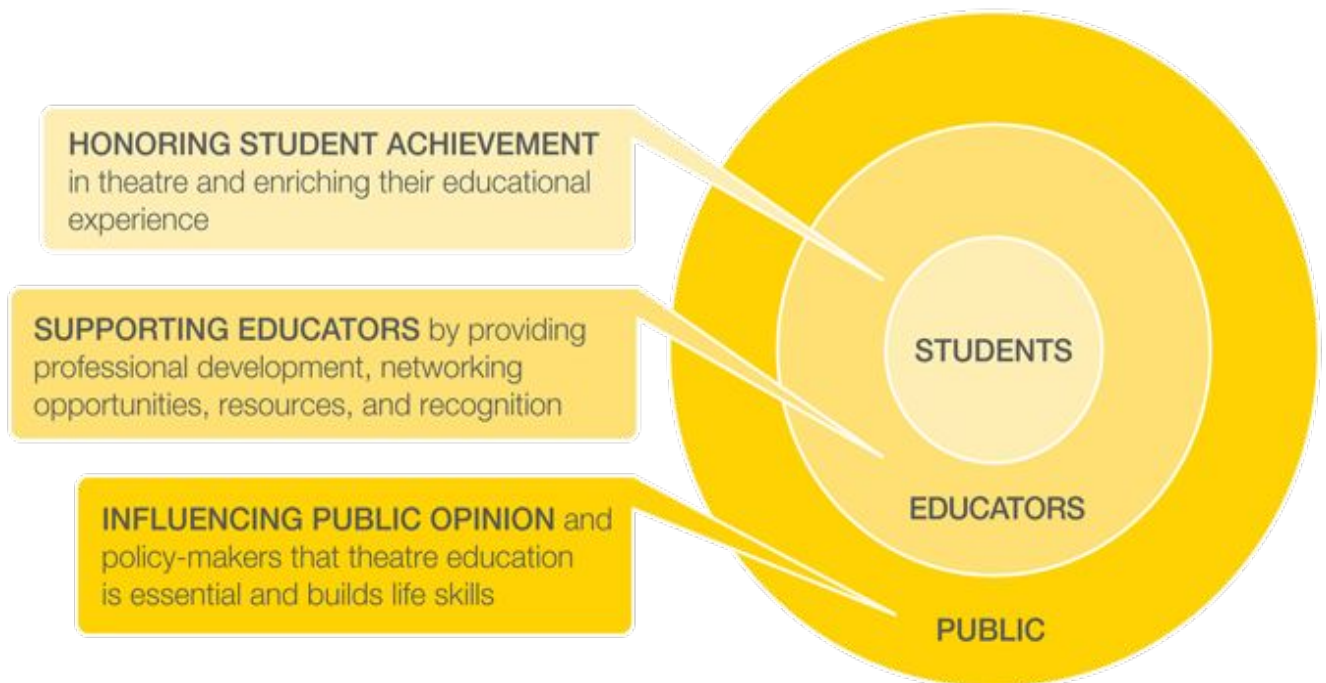 HONORING STUDENT ACHIEVEMENT
in theatre and enriching their educational
experience
SUPPORTING EDUCATORS by providing
professional development, networking
opportunities, resources, and recognition
INFLUENCING PUBLIC OPINION and
policy-makers that theatre education
is essential and builds life skills
STUDENTS
EDUCATORS
PUBLIC